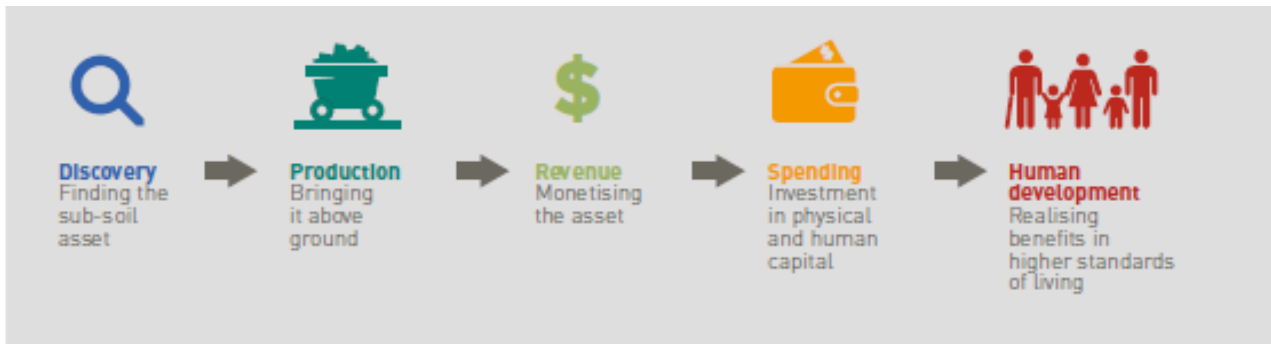 Discovery
Finding the
sub-soil
asset
Production
Bringing
it above
ground
Revenue
Monetising
the asset
Spending
Investment
in physical
and human
capital
Human
development
Realising
benefits in
higher standards
of living